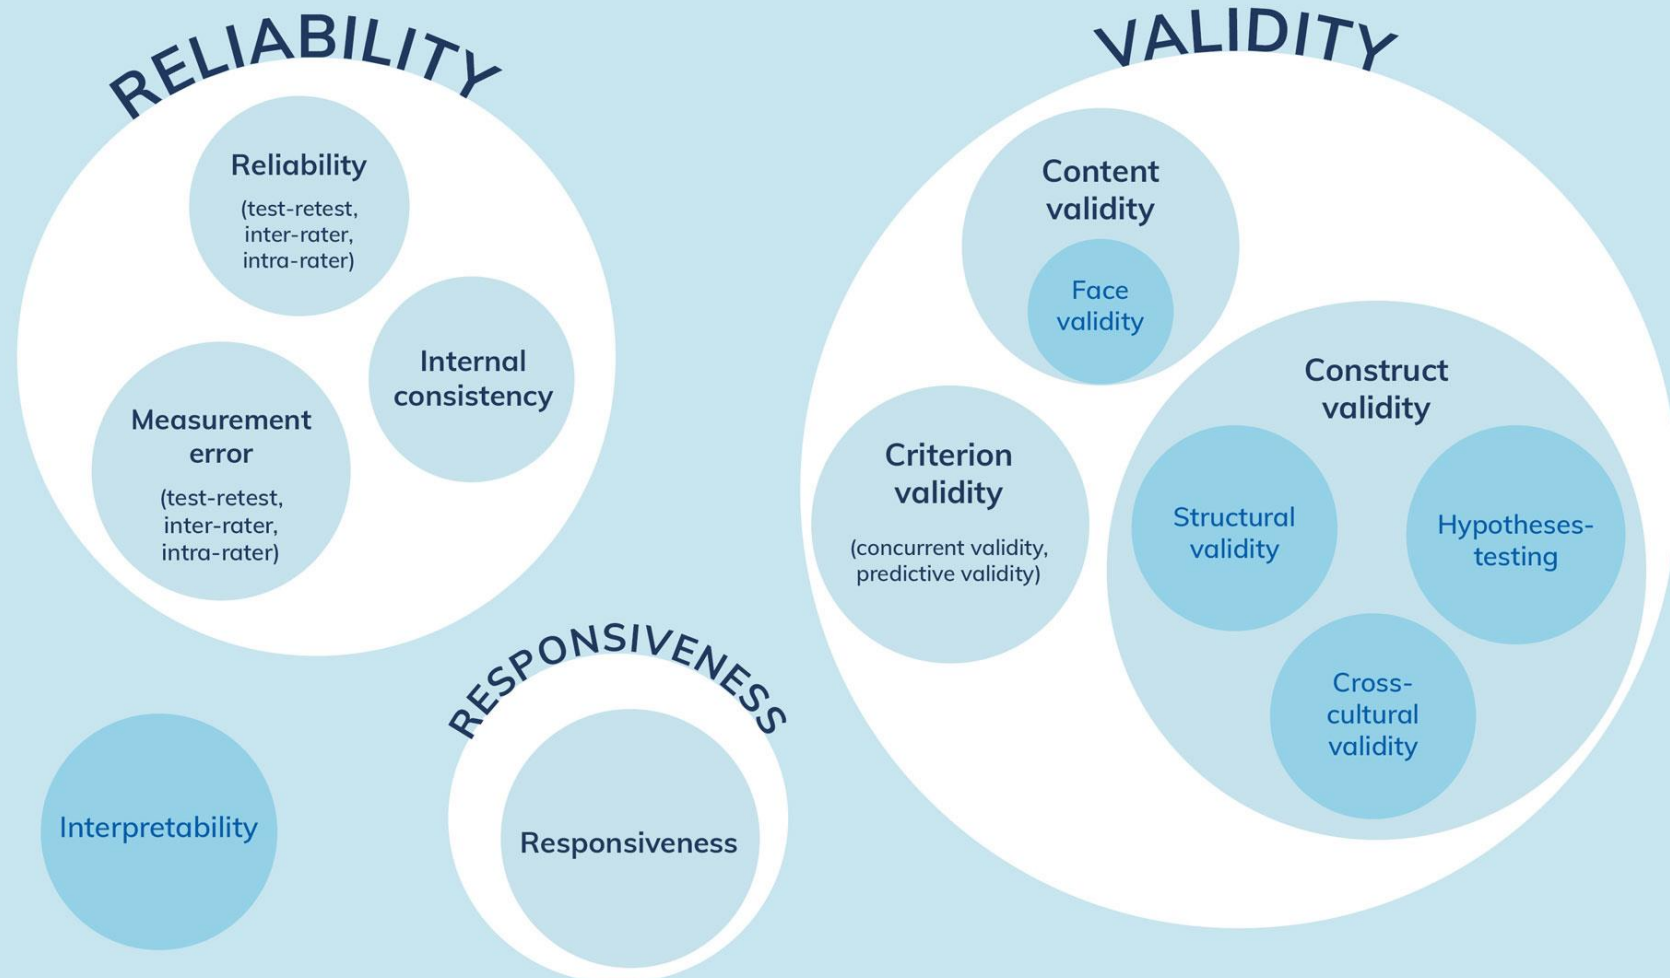 RELIABILITY
Reliability
(test-retest,
inter-rater,
intra-rater)
Internal
consistency
Measurement
error
(test-retest,
inter-rater,
intra-rater)
VALIDITY
Content
validity
Face
validity
Criterion
validity
(concurrent validity,
predictive validity)
Construct
validity
Structural
validity
Hypotheses-
testing
Cross-
cultural
validity
RESPONSIVENESS
Responsiveness
Interpretability